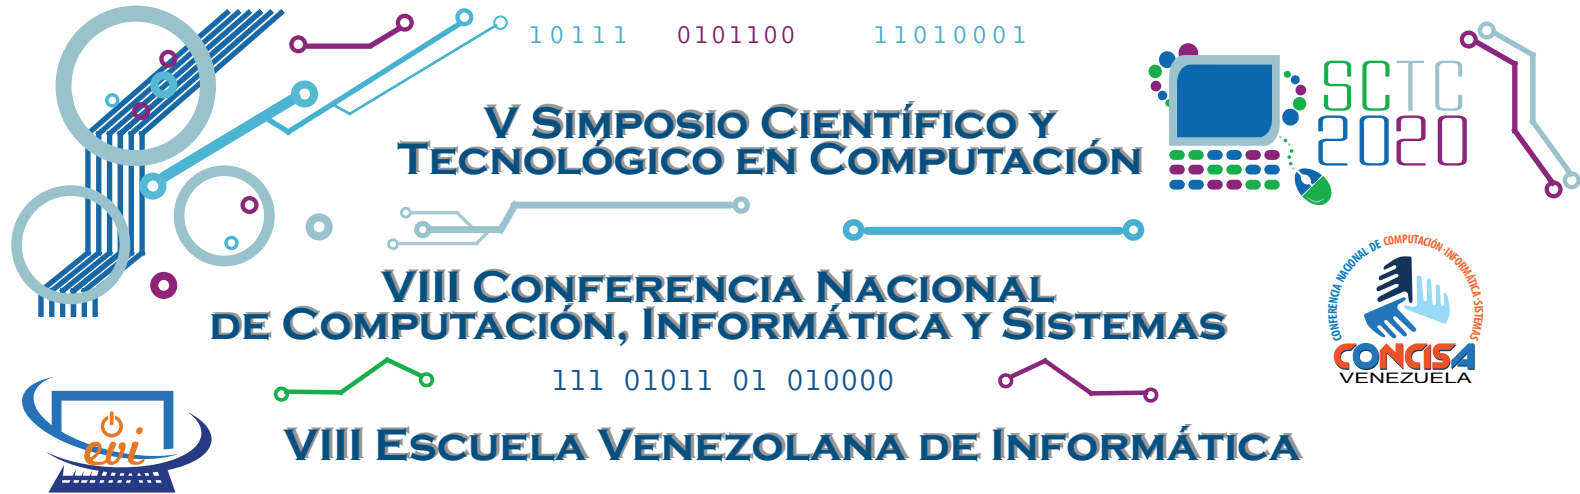 10111 0101100 11010001
V SIMPOSIO CIENTÍFICO Y
TECNOLÓGICO EN COMPUTACIÓN
SCTC
2020
VIII CONFERENCIA NACIONAL
DE COMPUTACIÓN, INFORMÁTICA Y SISTEMAS
CONFERENCIA NACIONAL DE COMPUTACIÓN·INFORMÁTICA·SISTEMAS
CONCISA
VENEZUELA
111 01011 01 010000
evi
VIII ESCUELA VENEZOLANA DE INFORMÁTICA